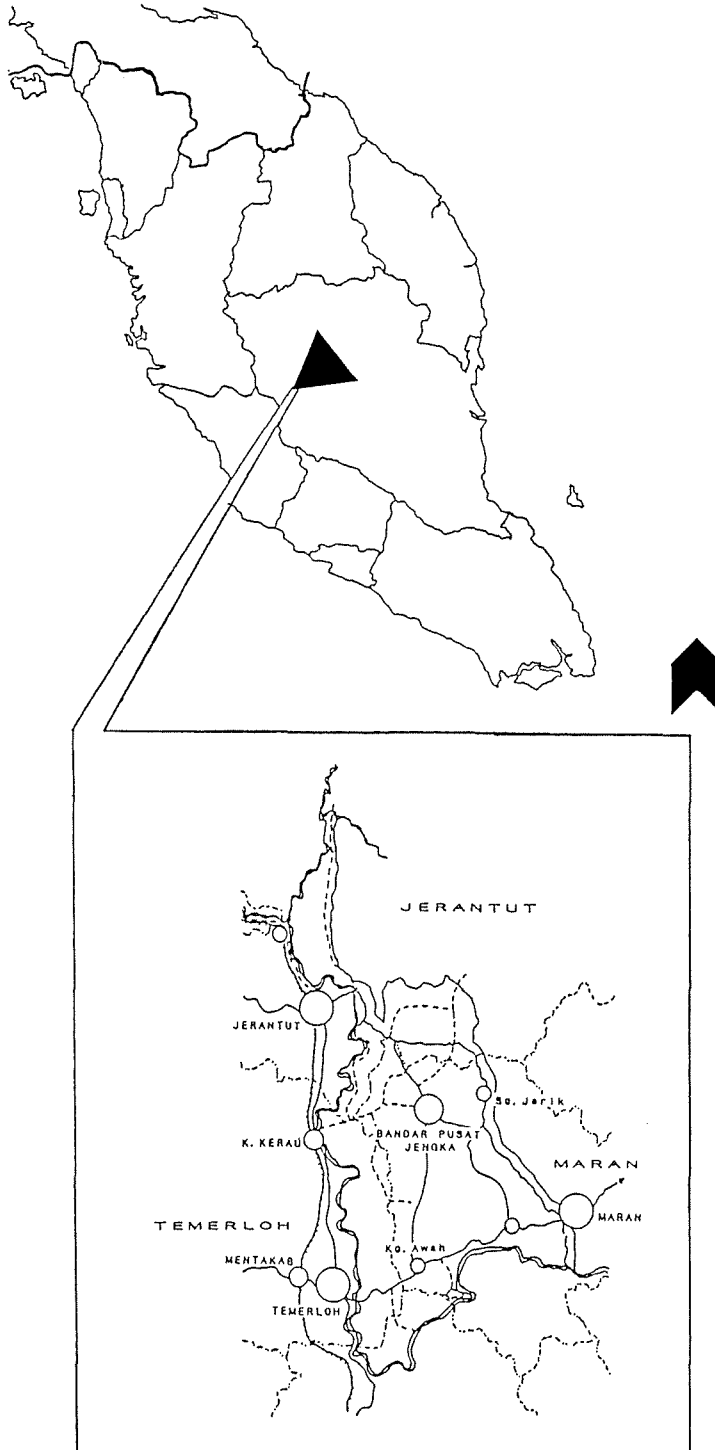 JERANTUT
JERANTUT
Sg. Jerik
BANDAR PUSAT
JENGKA
K. KERAU
MARAN
MARAN
TEMERLOH
Kg. Awah
MENTAKAB
TEMERLOH